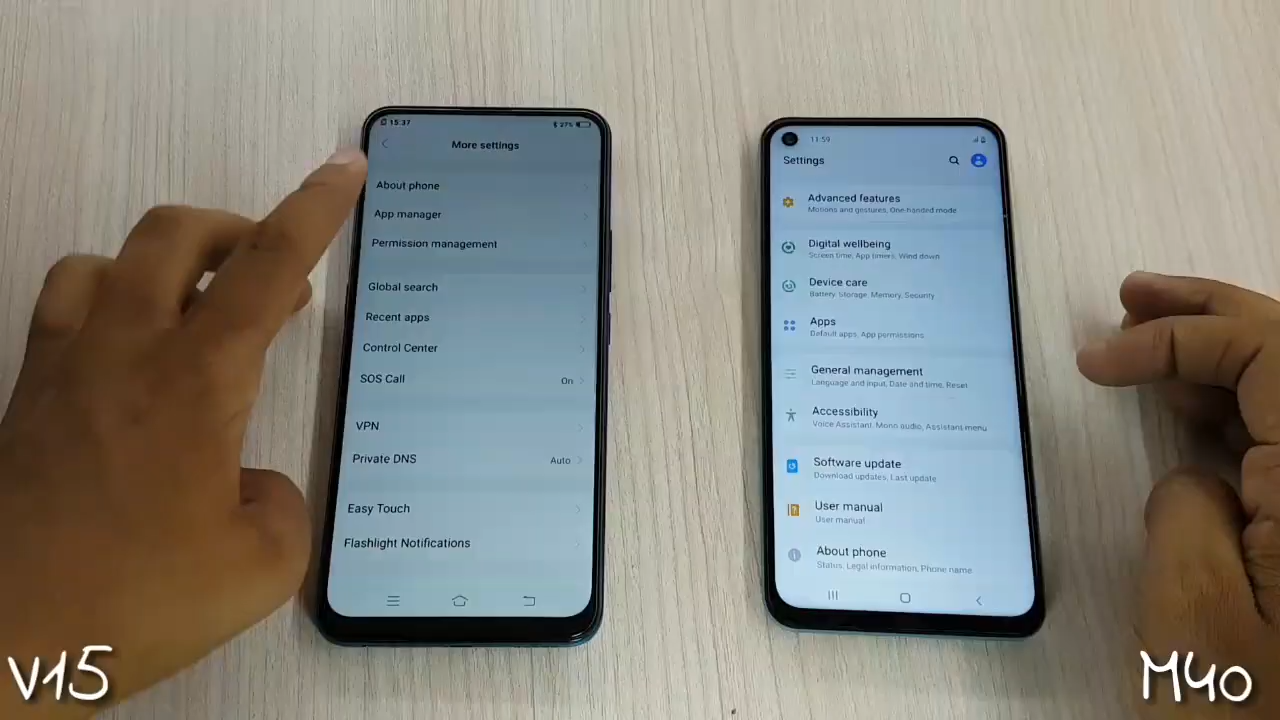 15:37
27%
More settings
About phone
App manager
Permission management
Global search
Recent apps
Control Center
SOS Call On
VPN
Private DNS Auto
Easy Touch
Flashlight Notifications
11:59
Settings
Advanced features
Motions and gestures, One-handed mode
Digital wellbeing
Screen time, App timers, Wind down
Device care
Battery, Storage, Memory, Security
Apps
Default apps, App permissions
General management
Language and input, Date and time, Reset
Accessibility
Voice Assistant, Mono audio, Assistant menu
Software update
Download updates, Last update
User manual
User manual
About phone
Status, Legal information, Phone name
V15
M40